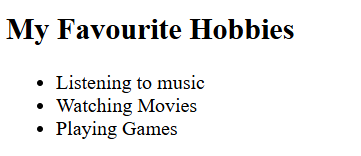 My Favourite Hobbies
• Listening to music
• Watching Movies
• Playing Games